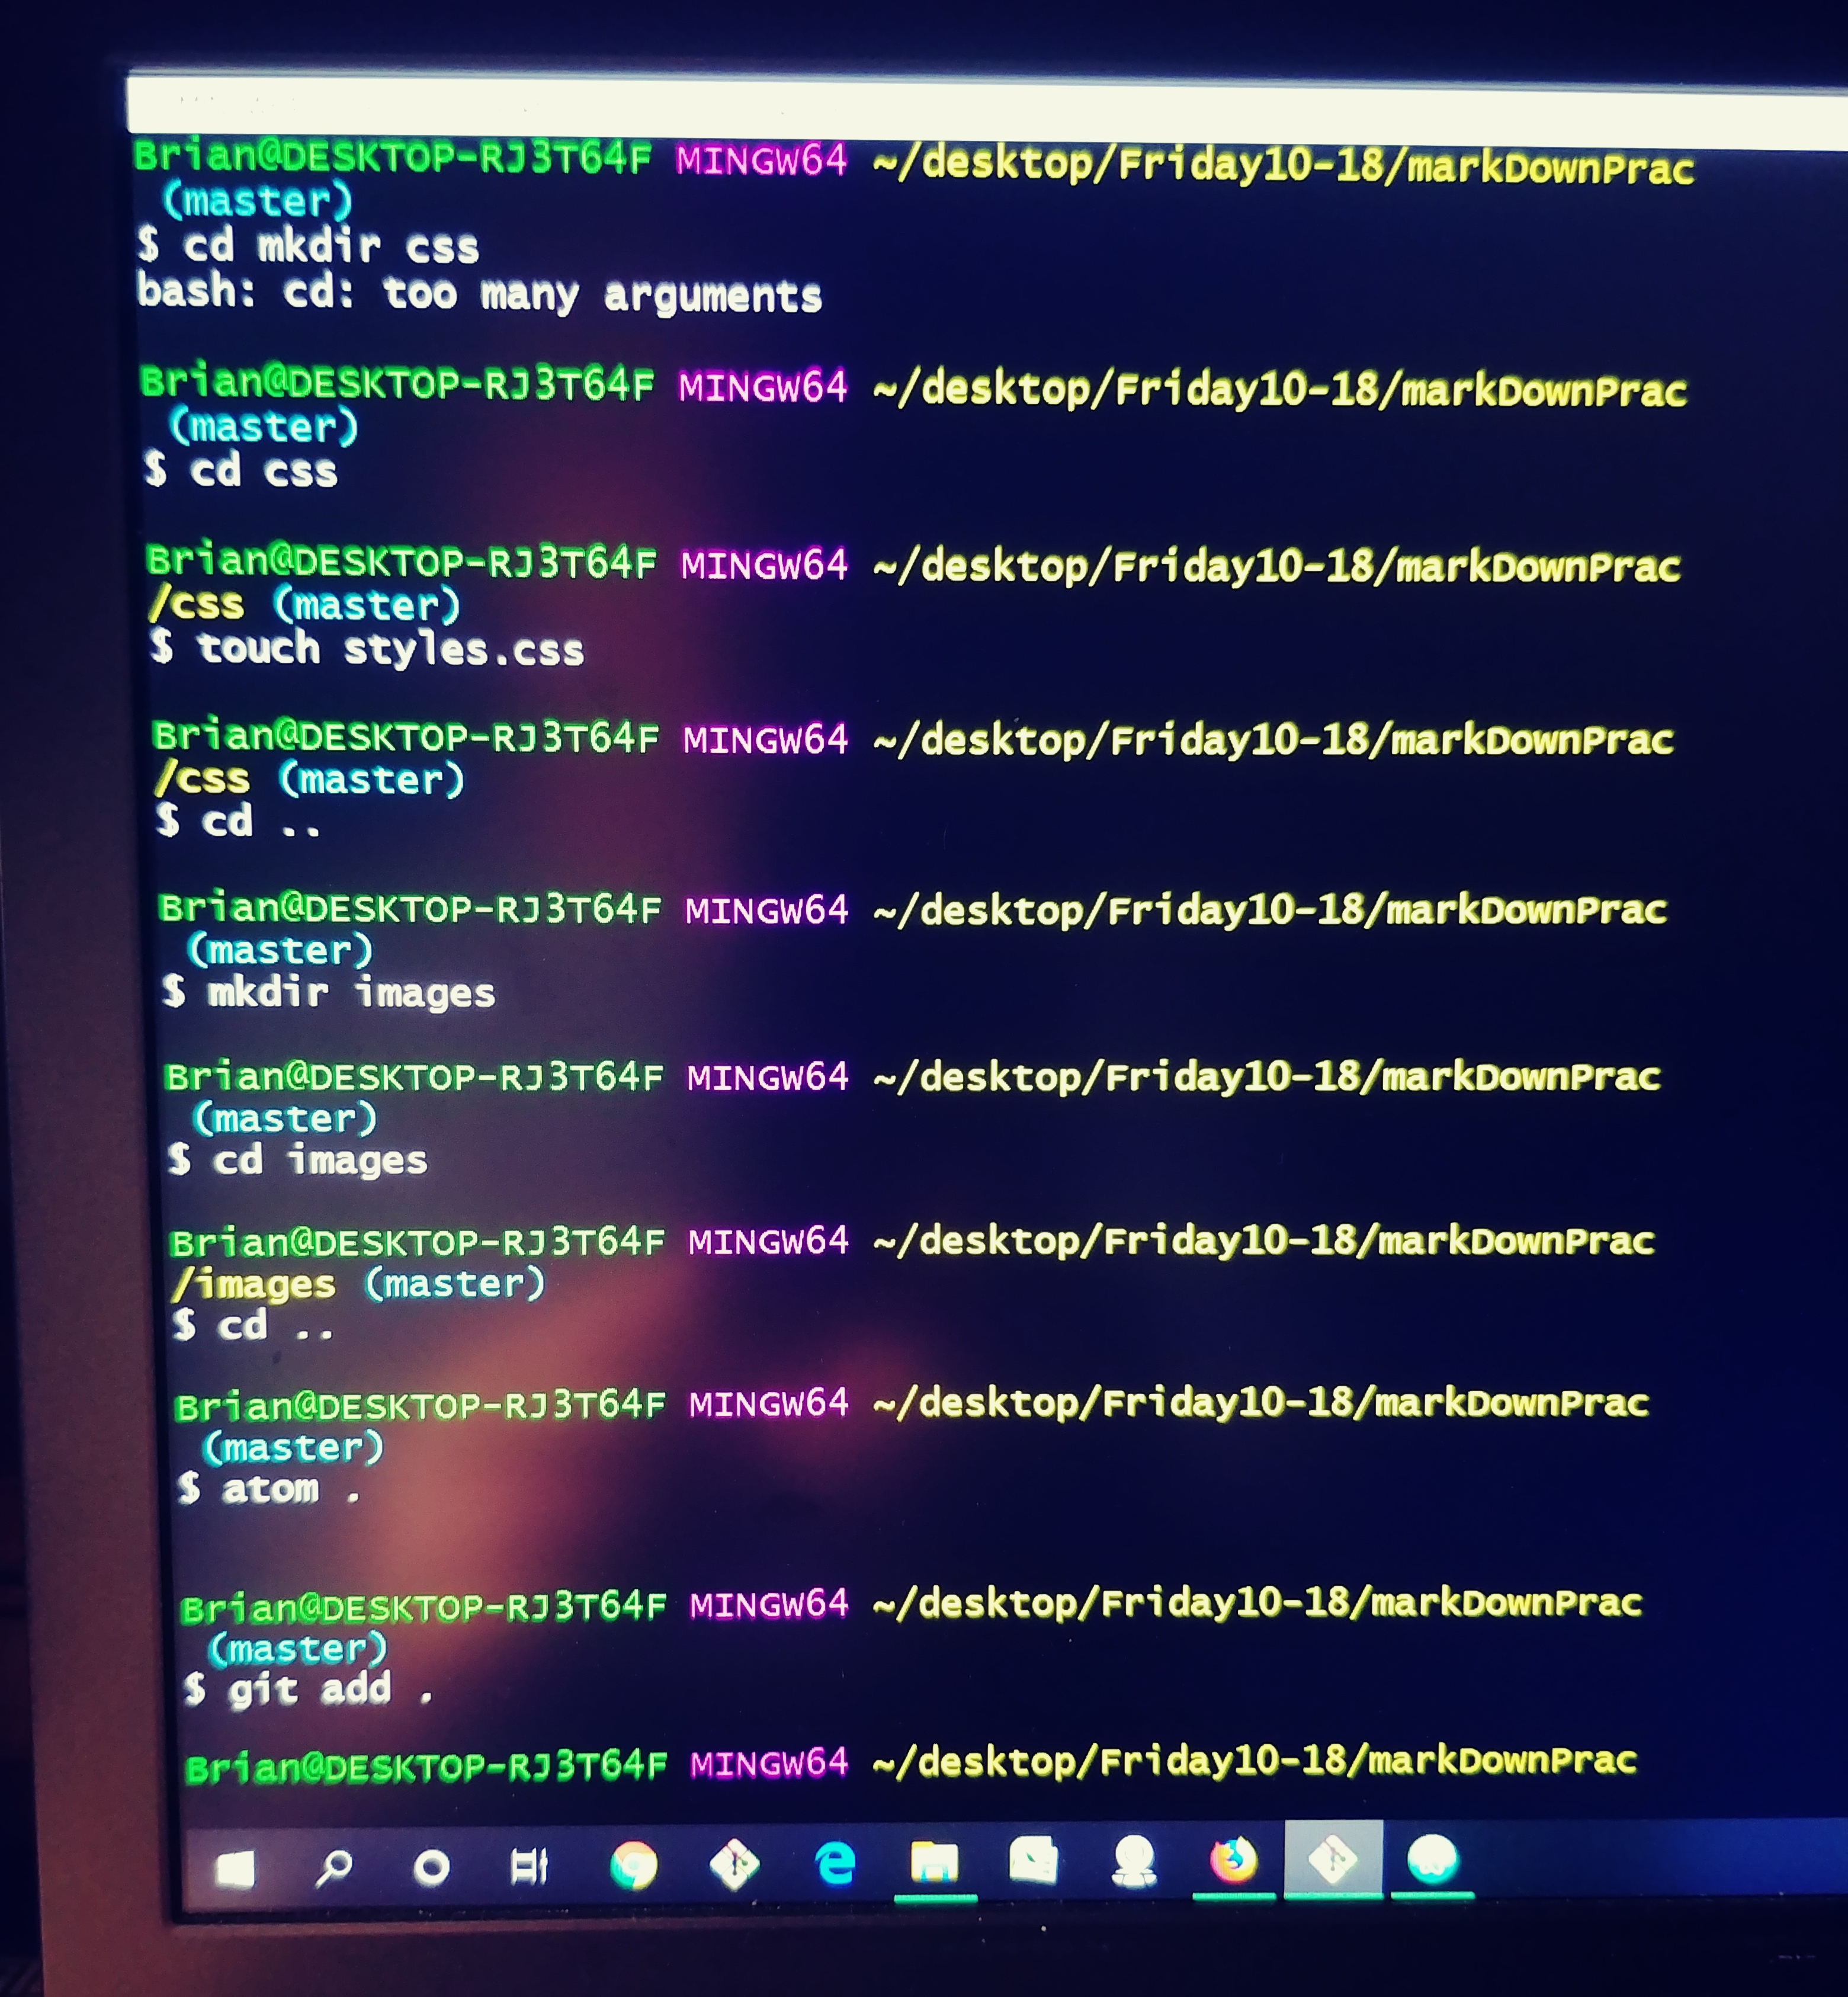 Brian@DESKTOP-RJ3T64F MINGW64 ~/desktop/Friday10-18/markDownPrac
(master)
$ cd mkdir css
bash: cd: too many arguments
Brian@DESKTOP-RJ3T64F MINGW64 ~/desktop/Friday10-18/markDownPrac
(master)
$ cd css
Brian@DESKTOP-RJ3T64F MINGW64 ~/desktop/Friday10-18/markDownPrac
/css (master)
$ touch styles.css
Brian@DESKTOP-RJ3T64F MINGW64 ~/desktop/Friday10-18/markDownPrac
/css (master)
$ cd ..
Brian@DESKTOP-RJ3T64F MINGW64 ~/desktop/Friday10-18/markDownPrac
(master)
$ mkdir images
Brian@DESKTOP-RJ3T64F MINGW64 ~/desktop/Friday10-18/markDownPrac
(master)
$ cd images
Brian@DESKTOP-RJ3T64F MINGW64 ~/desktop/Friday10-18/markDownPrac
/images (master)
$ cd ..
Brian@DESKTOP-RJ3T64F MINGW64 ~/desktop/Friday10-18/markDownPrac
(master)
$ atom .
Brian@DESKTOP-RJ3T64F MINGW64 ~/desktop/Friday10-18/markDownPrac
(master)
$ git add .
Brian@DESKTOP-RJ3T64F MINGW64 ~/desktop/Friday10-18/markDownPrac